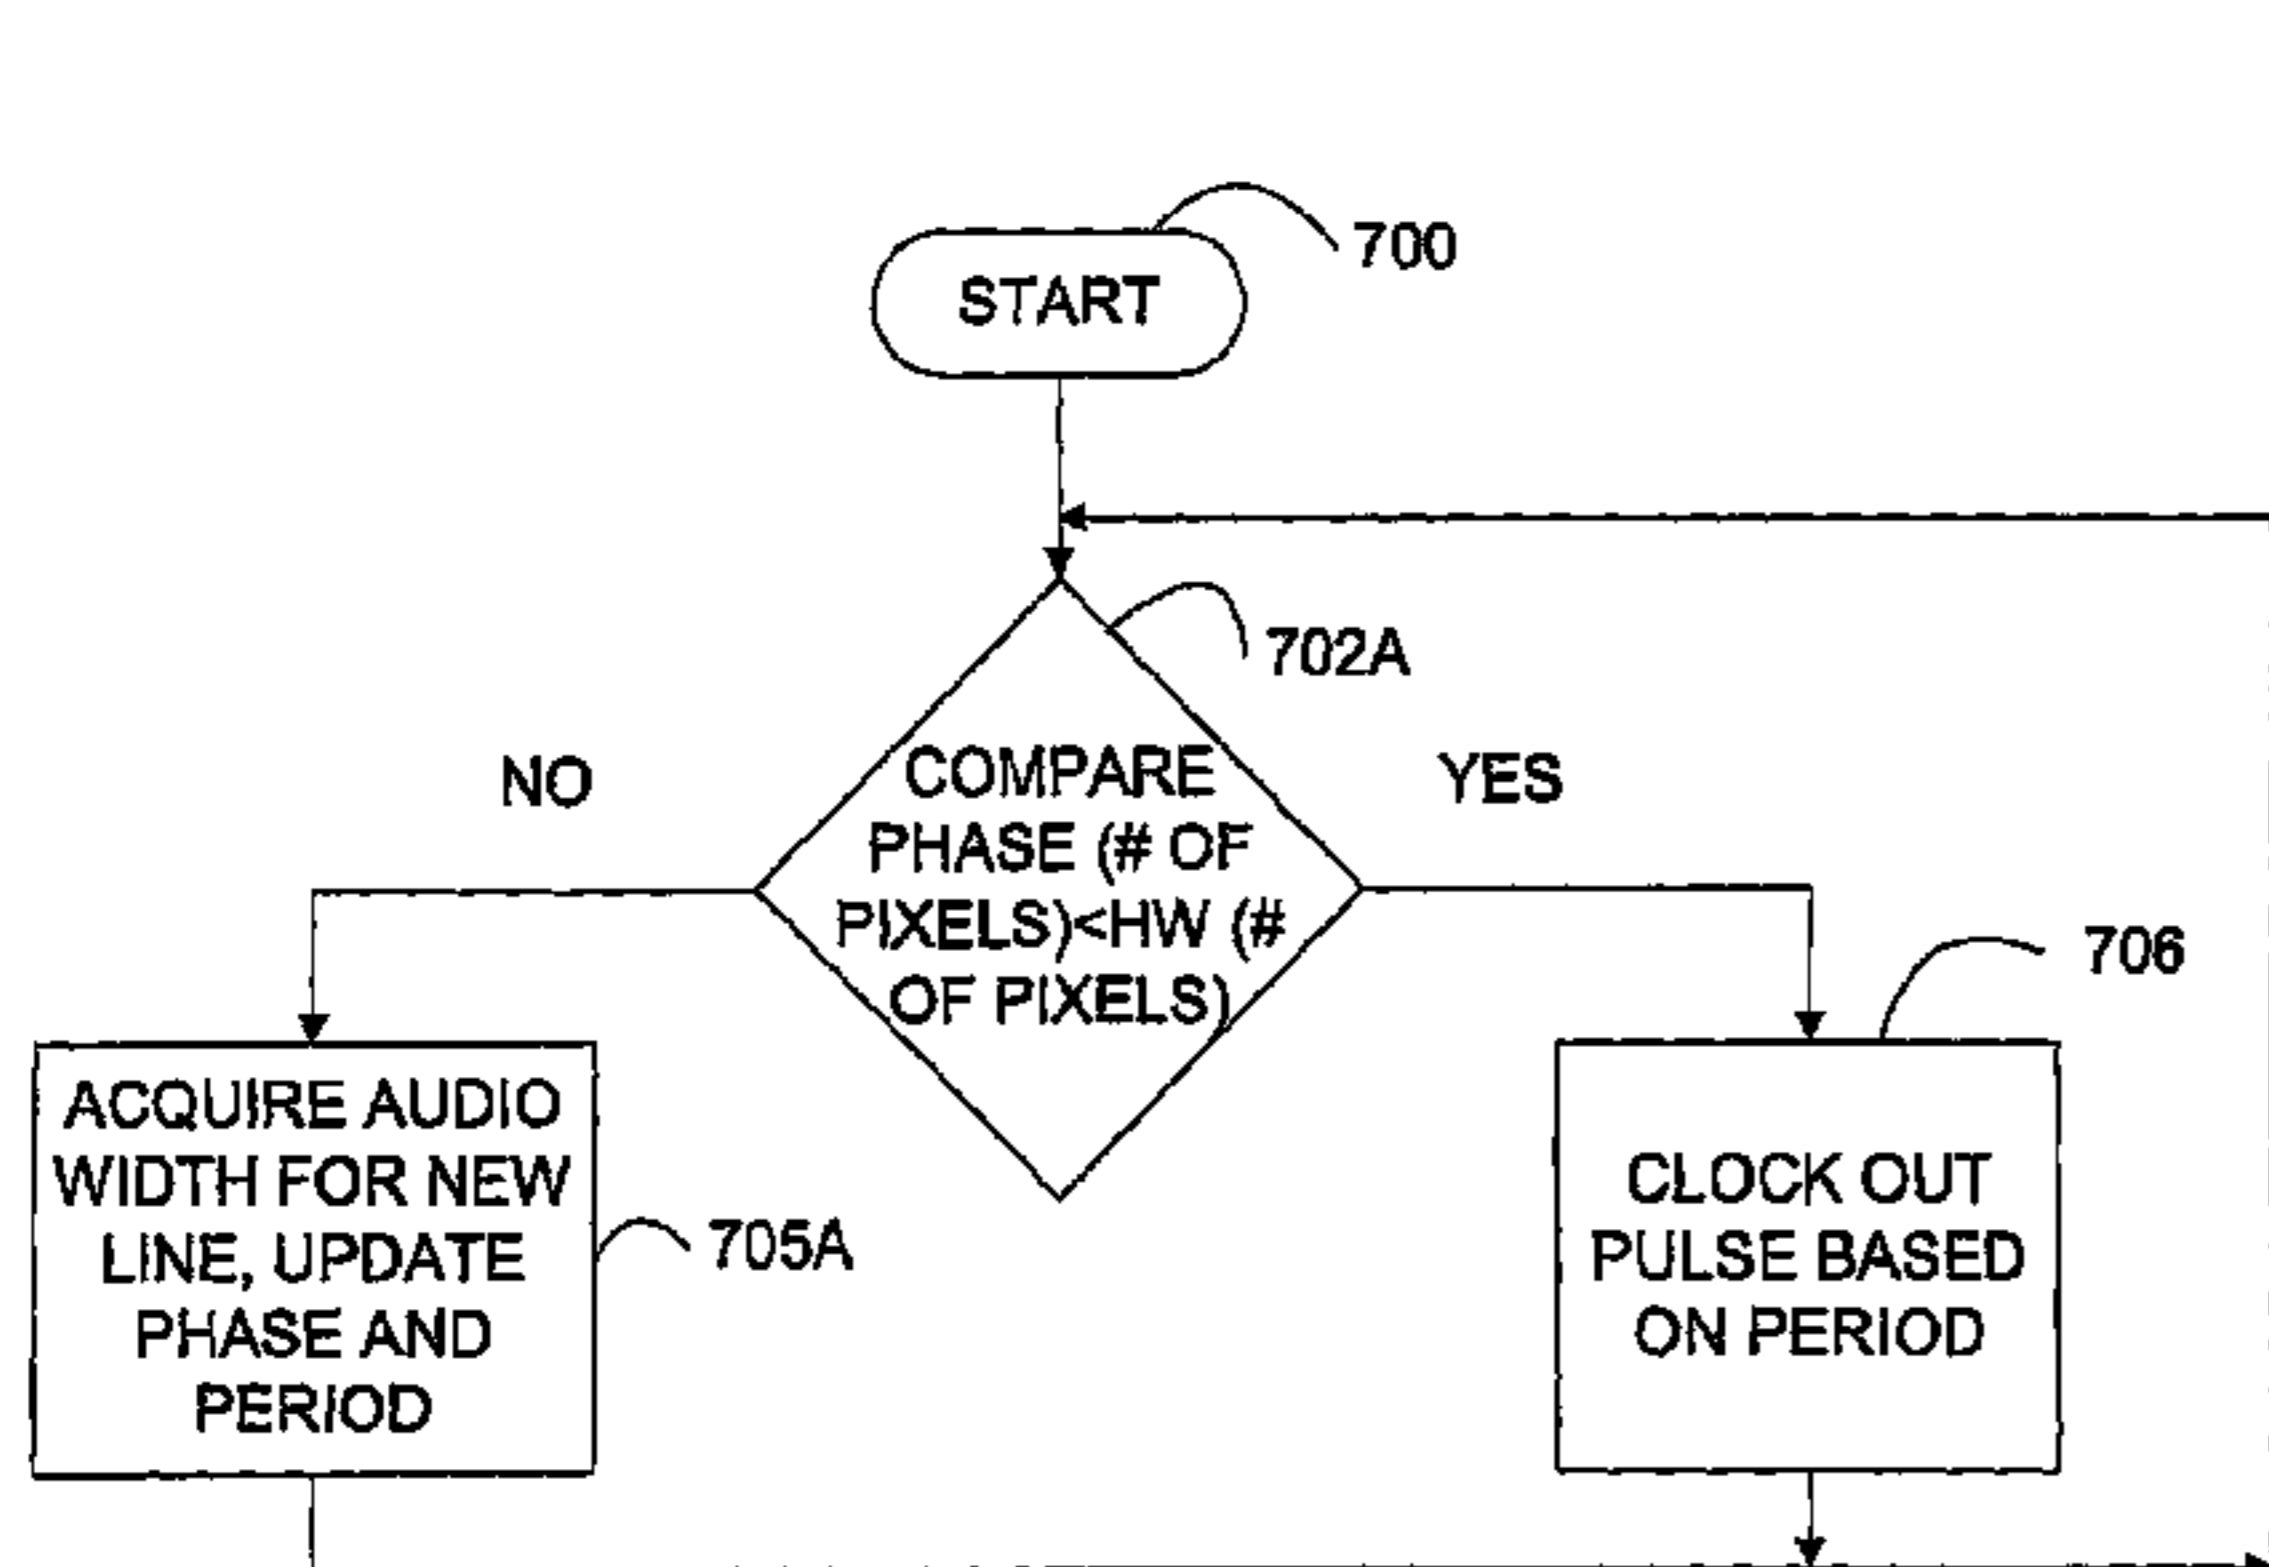 700
START
702A
NO
YES
COMPARE
PHASE (# OF
PIXELS)<HW (#
OF PIXELS)
706
ACQUIRE AUDIO
WIDTH FOR NEW
LINE, UPDATE
PHASE AND
PERIOD
705A
CLOCK OUT
PULSE BASED
ON PERIOD